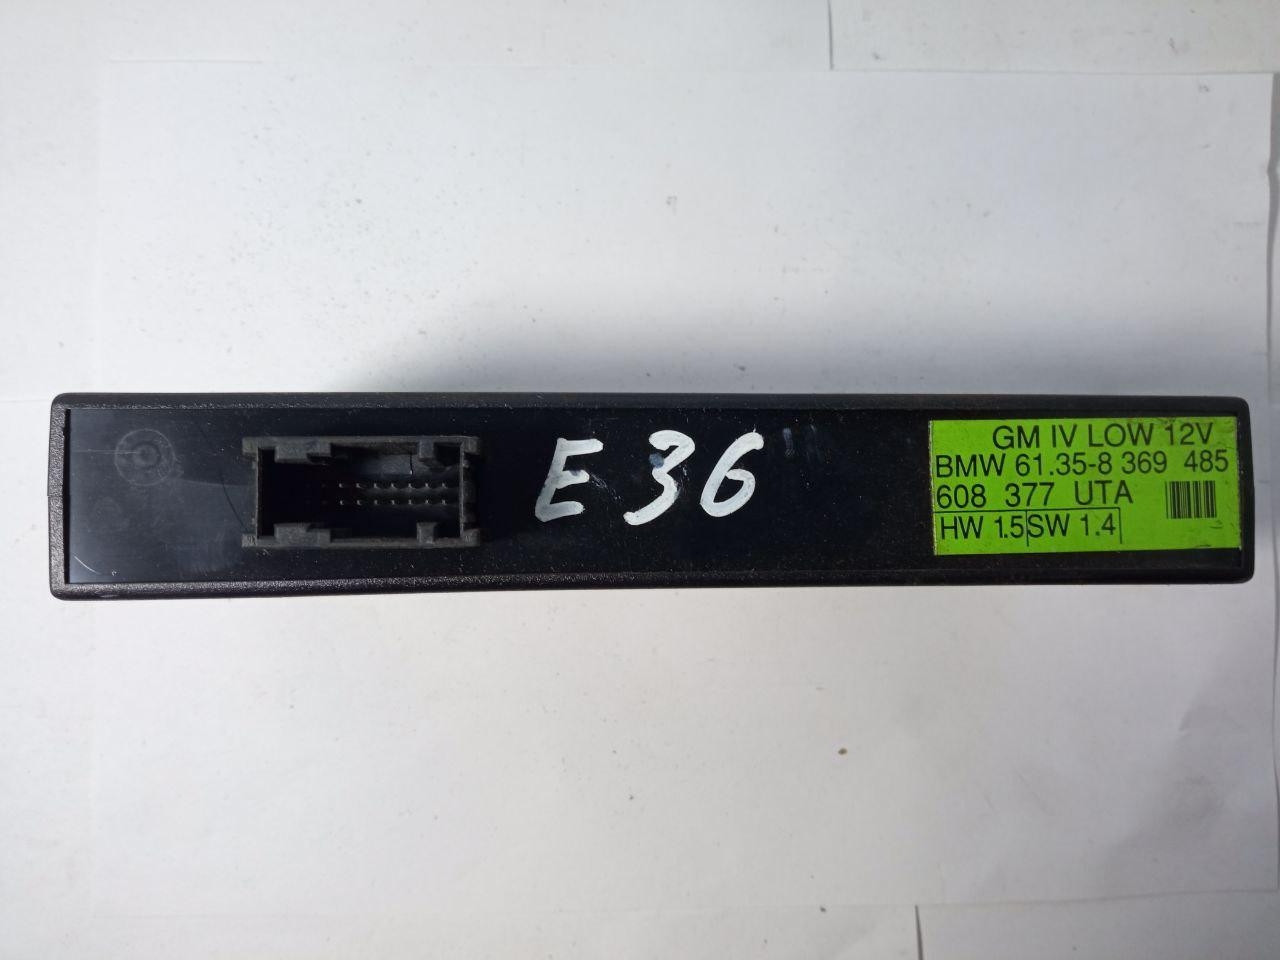 E 36
GM IV LOW 12V
BMW 61.35-8 369 485
608 377 UTA
HW 1.5 SW 1.4